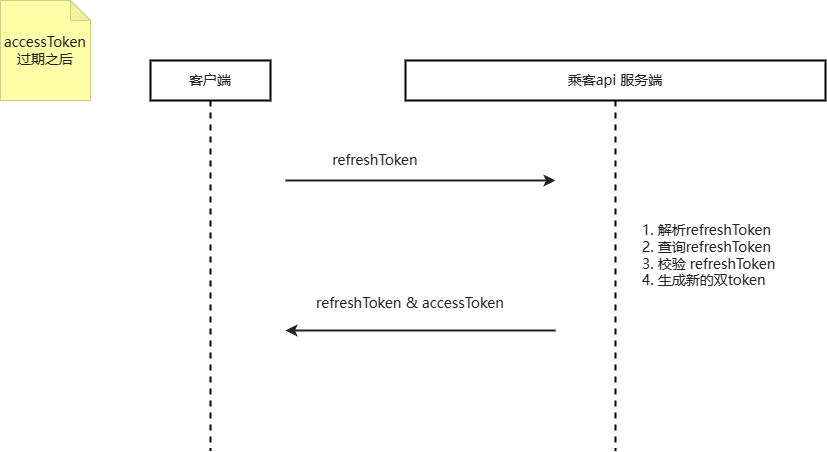 accessToken
过期之后
客户端
乘客api 服务端
refreshToken
1. 解析refreshToken
2. 查询refreshToken
3. 校验 refreshToken
4. 生成新的双token
refreshToken & accessToken